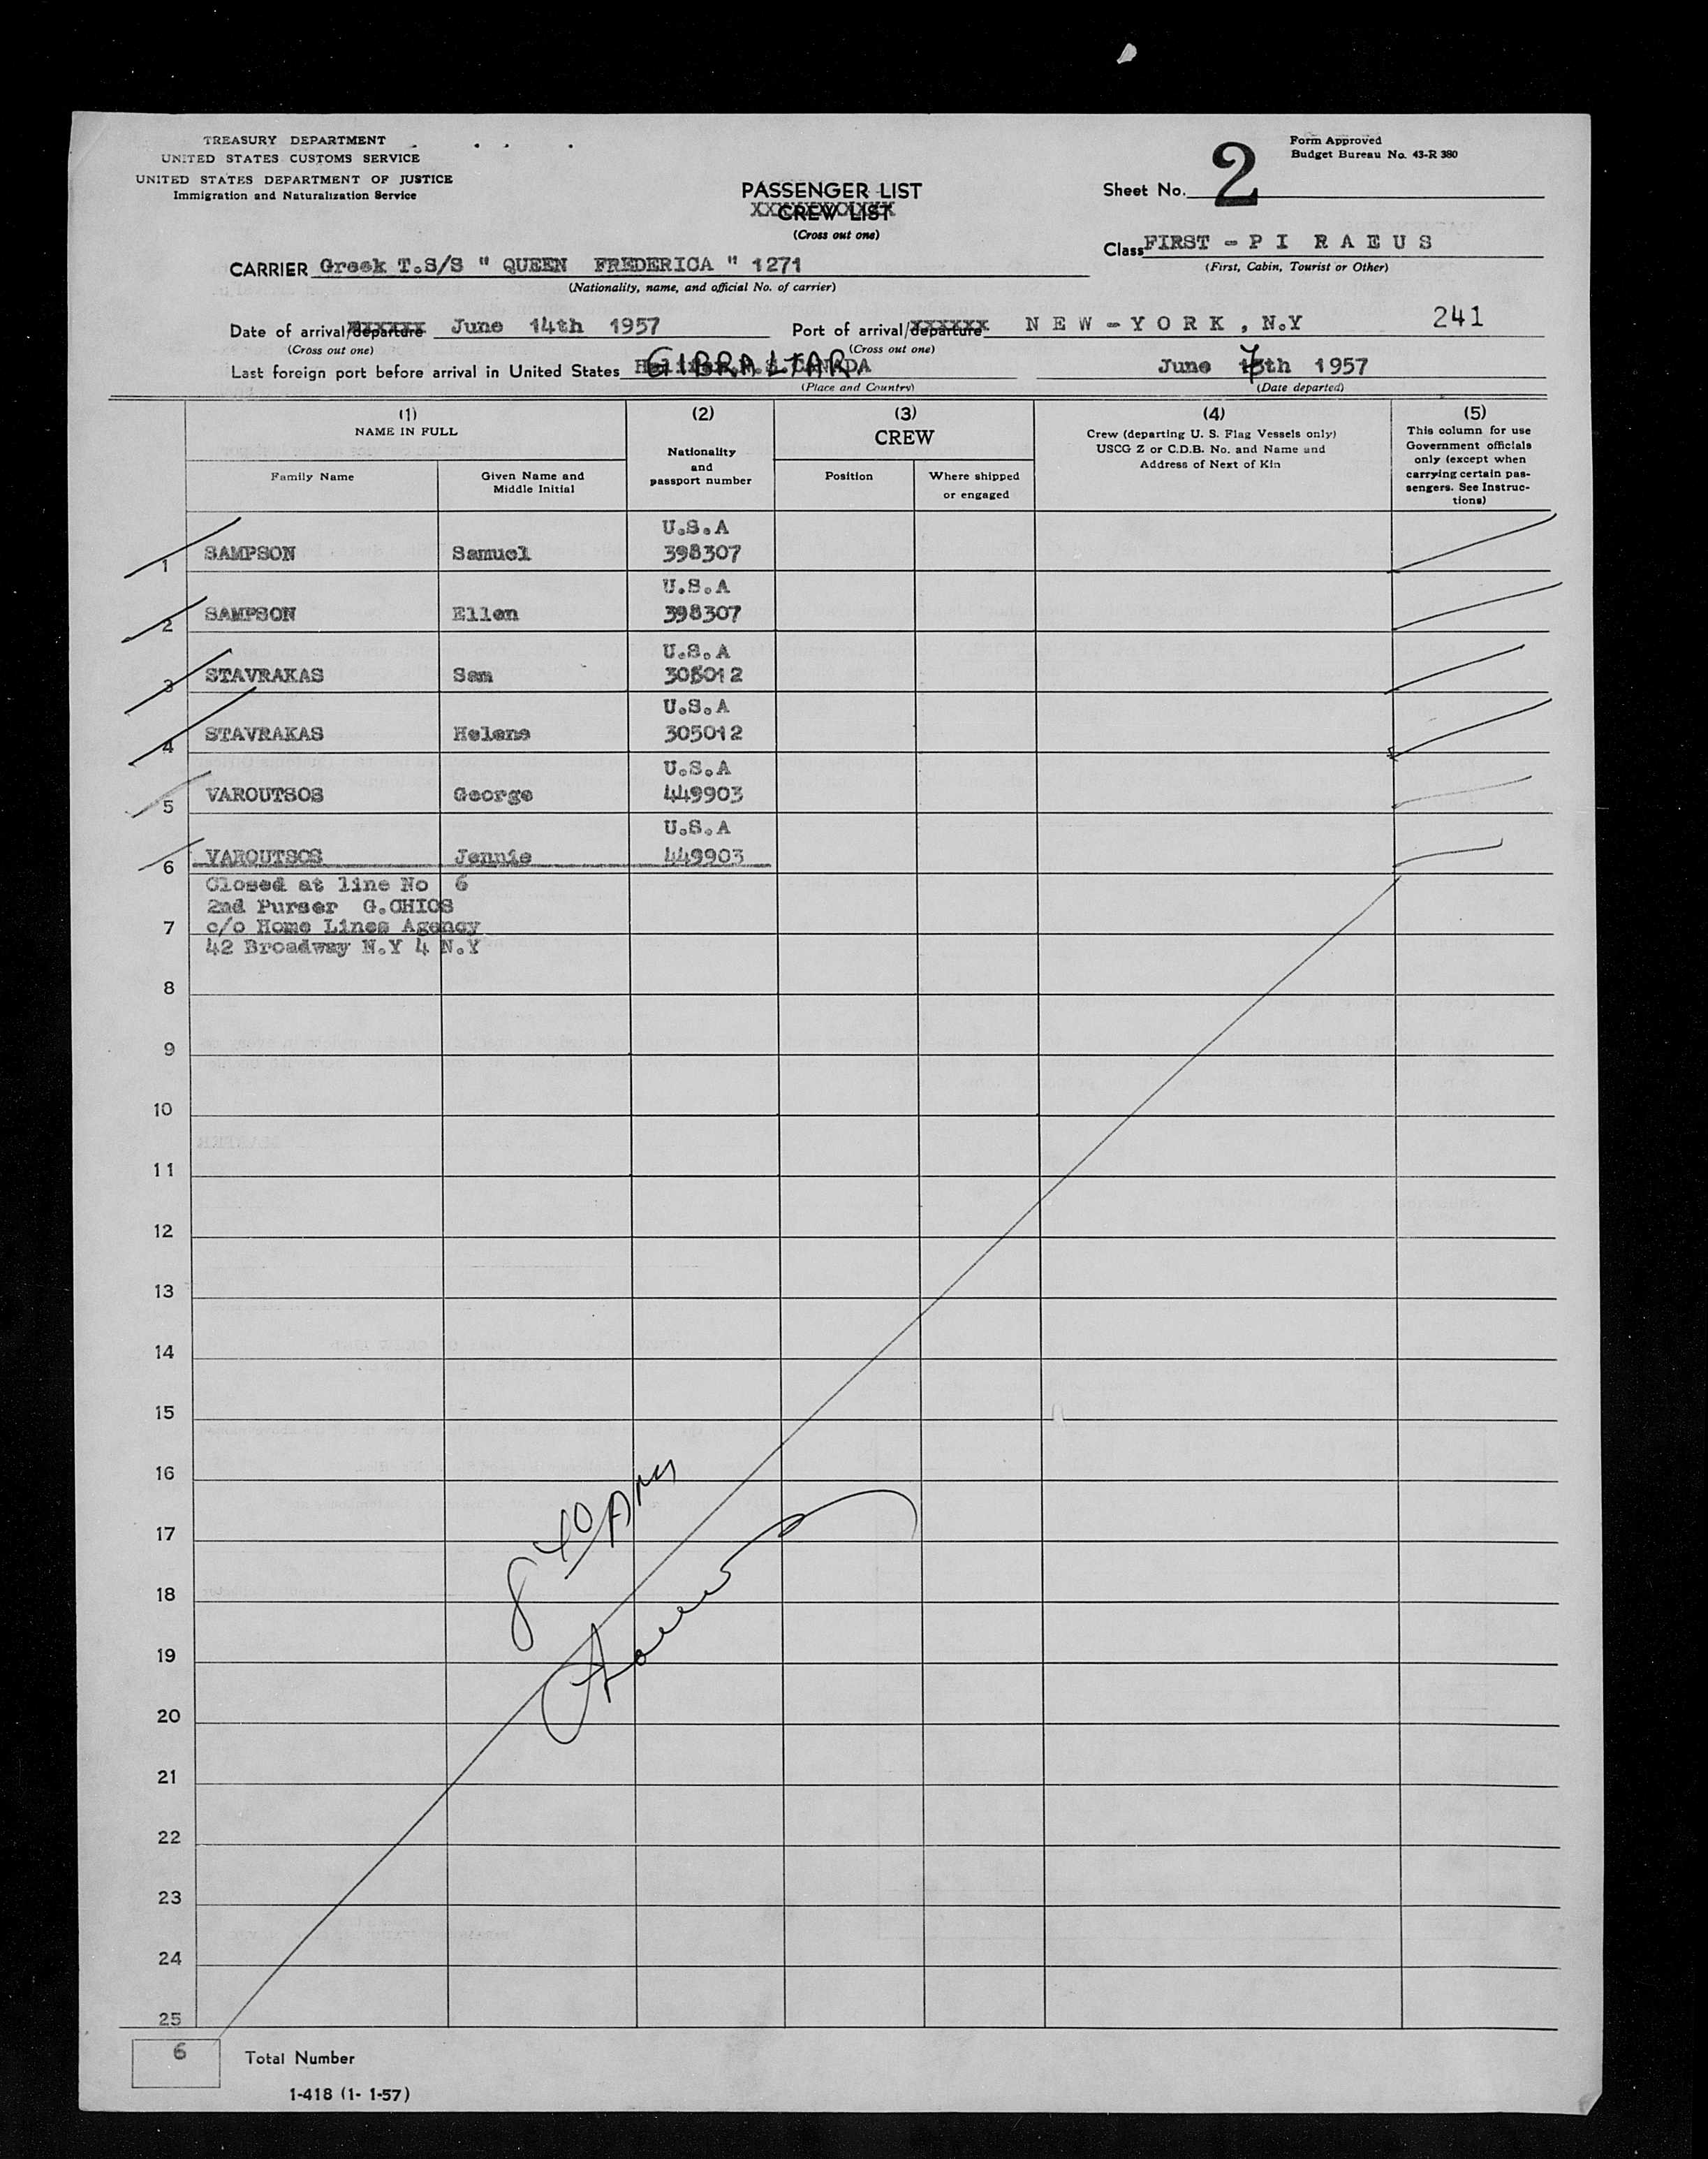 TREASURY DEPARTMENT
UNITED STATES CUSTOMS SERVICE
UNITED STATES DEPARTMENT OF JUSTICE
Immigration and Naturalization Service
Form Approved
Budget Bureau No. 43-R 380
PASSENGER LIST
CREW LIST
(Cross out one)
Sheet No. 2
Class FIRST - P I R A E U S
(First, Cabin, Tourist or Other)
CARRIER Greek T.S/S " QUEEN FREDERICA " 1271
(Nationality, name, and official No. of carrier)
Date of arrival/departure June 14th 1957 Port of arrival/departure N E W - Y O R K , N.Y 241
(Cross out one) (Cross out one)
Last foreign port before arrival in United States GIBRALTAR. CANADA June 7th 1957
(Place and Country) (Date departed)
(1) (2) (3) (4) (5)
NAME IN FULL
Family Name
Given Name and Middle Initial
Nationality and passport number
CREW
Position
Where shipped or engaged
Crew (departing U. S. Flag Vessels only)
USCG Z or C.D.B. No. and Name and
Address of Next of Kin
This column for use
Government officials
only (except when
carrying certain pas-
sengers. See Instruc-
tions)
U.S.A
1 SAMPSON Samuel 398307
U.S.A
2 SAMPSON Ellen 398307
U.S.A
3 STAVRAKAS Sam 305012
U.S.A
4 STAVRAKAS Helene 305012
U.S.A
5 VAROUTSOS George 449903
U.S.A
6 VAROUTSOS Jennie 449903
Closed at line No 6
2nd Purser G.CHIOS
7 c/o Home Lines Agency
42 Broadway N.Y 4 N.Y
8
9
10
11
12
13
14
15
16
17
18
19
20
21
22
23
24
25
8 40 AM
6 Total Number
1-418 (1- 1-57)